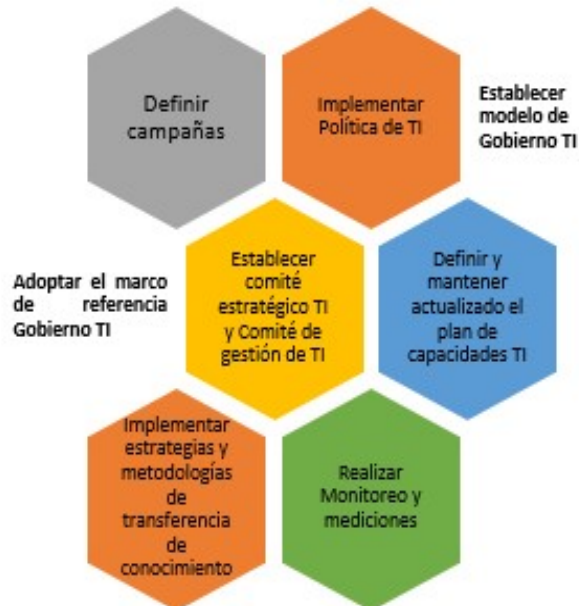 Definir
campañas
Implementar
Política de TI
Establecer
modelo de
Gobierno TI
Adoptar el marco
de referencia
Gobierno TI
Establecer
comité
estratégico TI
y Comité de
gestión de TI
Definir y
mantener
actualizado el
plan de
capacidades TI
Implementar
estrategias y
metodologías
de
transferencia
de
conocimiento
Realizar
Monitoreo y
mediciones